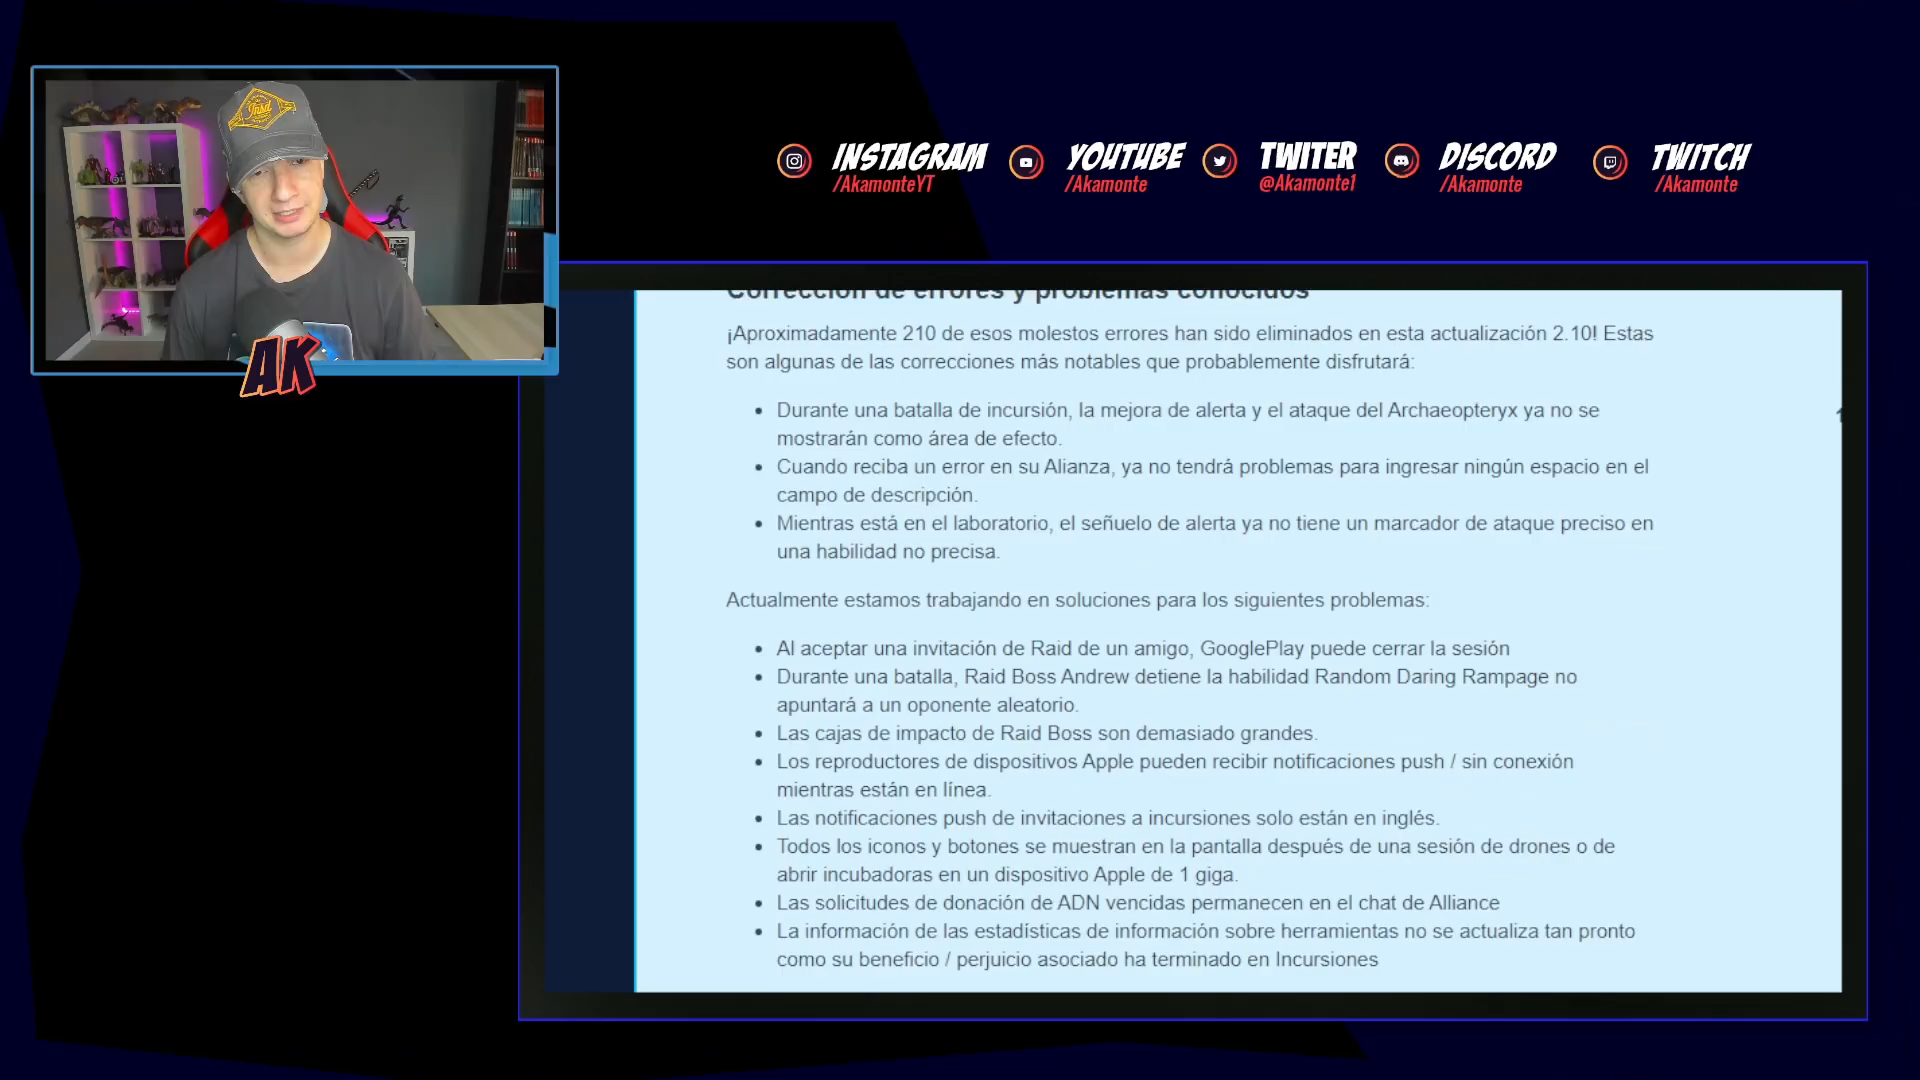 INSTAGRAM
/AkamonteYT
YOUTUBE
/Akamonte
TWITER
@Akamonte1
DISCORD
/Akamonte
TWITCH
/Akamonte
AK
Corrección de errores y problemas conocidos
¡Aproximadamente 210 de esos molestos errores han sido eliminados en esta actualización 2.10! Estas
son algunas de las correcciones más notables que probablemente disfrutará:
• Durante una batalla de incursión, la mejora de alerta y el ataque del Archaeopteryx ya no se
mostrarán como área de efecto.
• Cuando reciba un error en su Alianza, ya no tendrá problemas para ingresar ningún espacio en el
campo de descripción.
• Mientras está en el laboratorio, el señuelo de alerta ya no tiene un marcador de ataque preciso en
una habilidad no precisa.
Actualmente estamos trabajando en soluciones para los siguientes problemas:
• Al aceptar una invitación de Raid de un amigo, GooglePlay puede cerrar la sesión
• Durante una batalla, Raid Boss Andrew detiene la habilidad Random Daring Rampage no
apuntará a un oponente aleatorio.
• Las cajas de impacto de Raid Boss son demasiado grandes.
• Los reproductores de dispositivos Apple pueden recibir notificaciones push / sin conexión
mientras están en línea.
• Las notificaciones push de invitaciones a incursiones solo están en inglés.
• Todos los iconos y botones se muestran en la pantalla después de una sesión de drones o de
abrir incubadoras en un dispositivo Apple de 1 giga.
• Las solicitudes de donación de ADN vencidas permanecen en el chat de Alliance
• La información de las estadísticas de información sobre herramientas no se actualiza tan pronto
como su beneficio / perjuicio asociado ha terminado en Incursiones